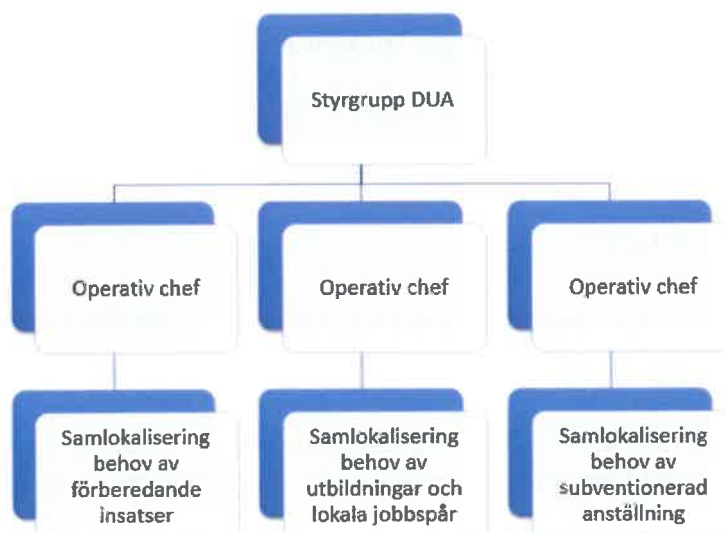 Styrgrupp DUA
Operativ chef
Operativ chef
Operativ chef
Samlokalisering
behov av
förberedande
insatser
Samlokalisering
behov av
utbildningar och
lokala jobbspår
Samlokalisering
behov av
subventionerad
anställning